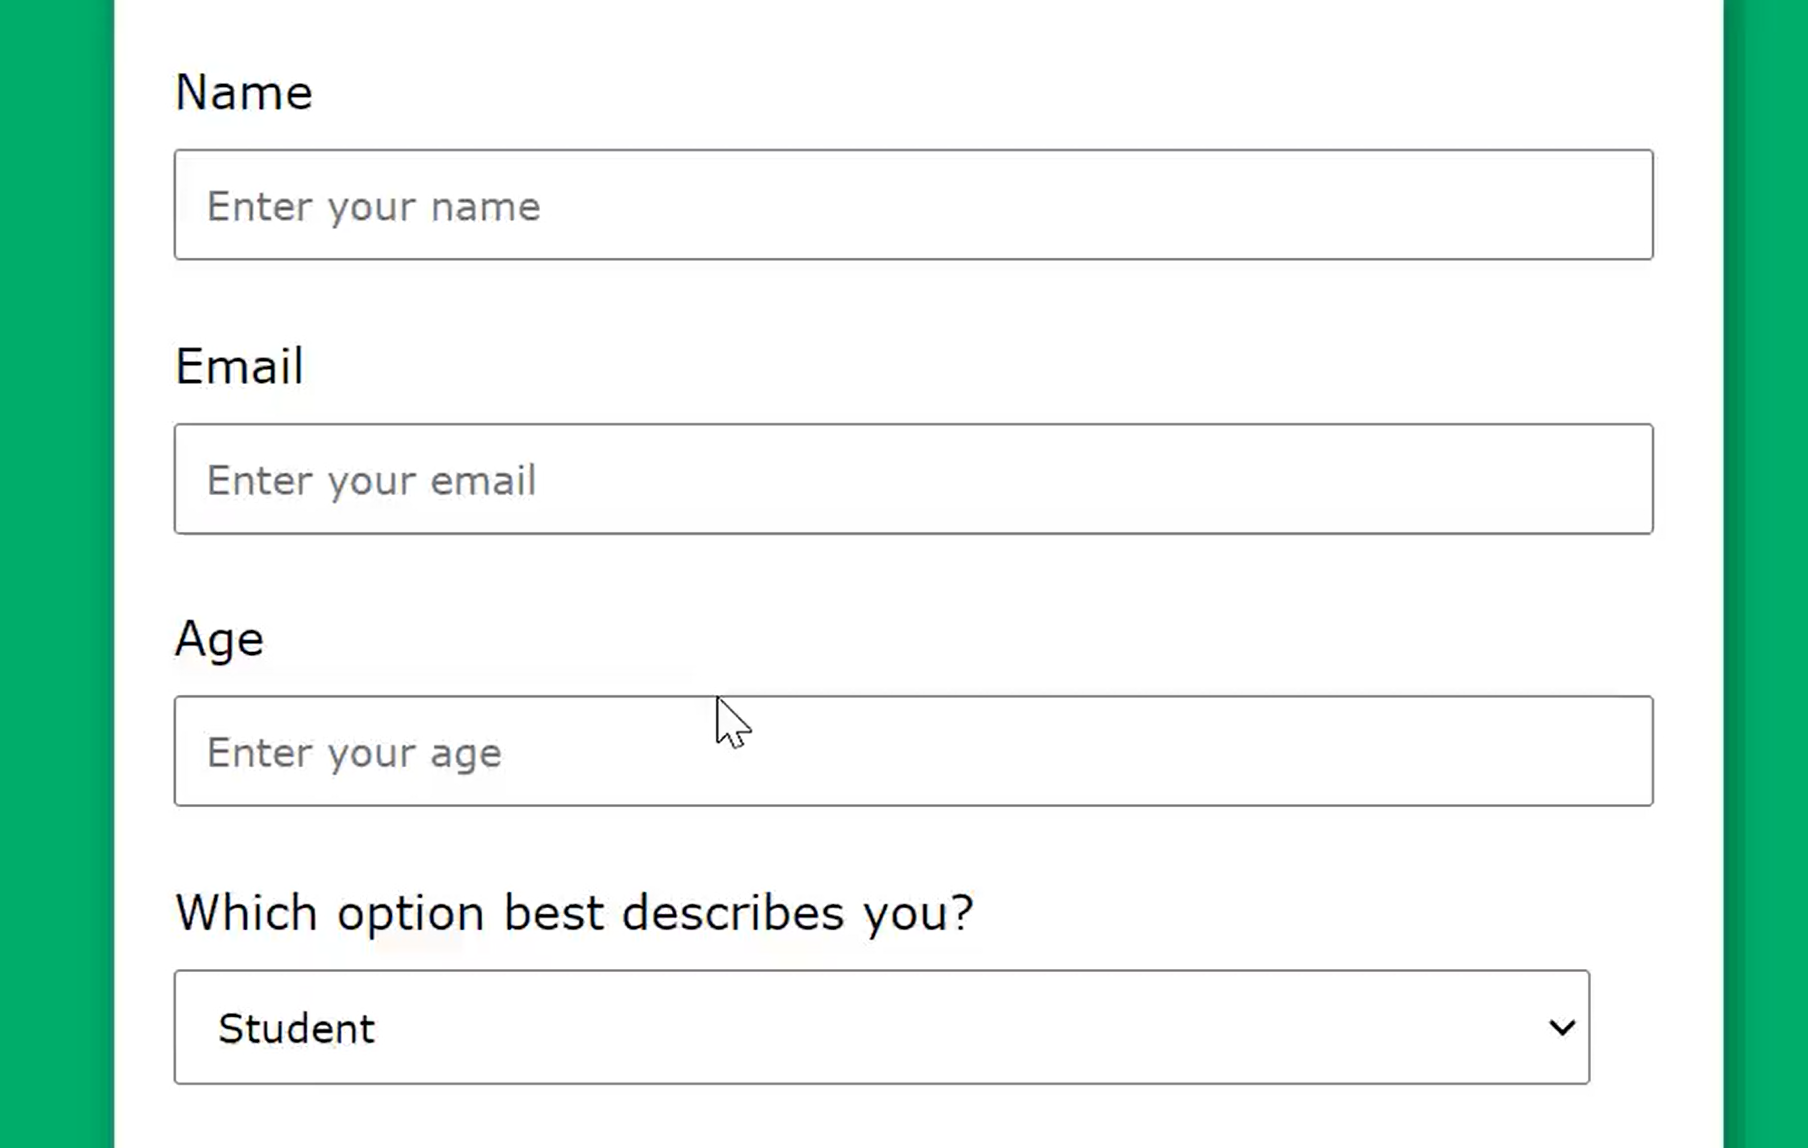 Name
Enter your name
Email
Enter your email
Age
Enter your age
Which option best describes you?
Student